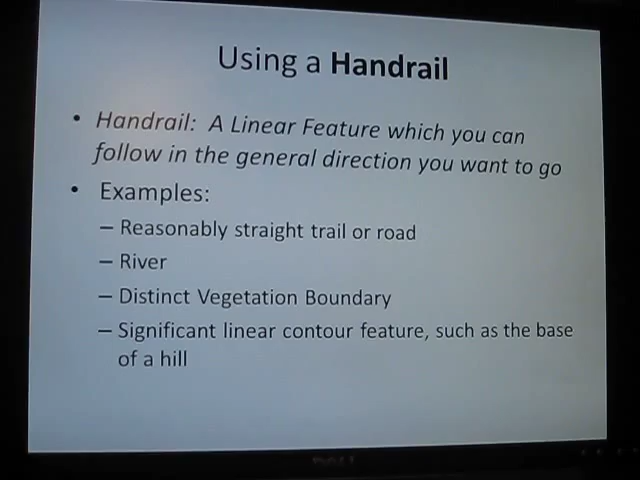 Using a Handrail
• Handrail: A Linear Feature which you can
follow in the general direction you want to go
• Examples:
– Reasonably straight trail or road
– River
– Distinct Vegetation Boundary
– Significant linear contour feature, such as the base
of a hill